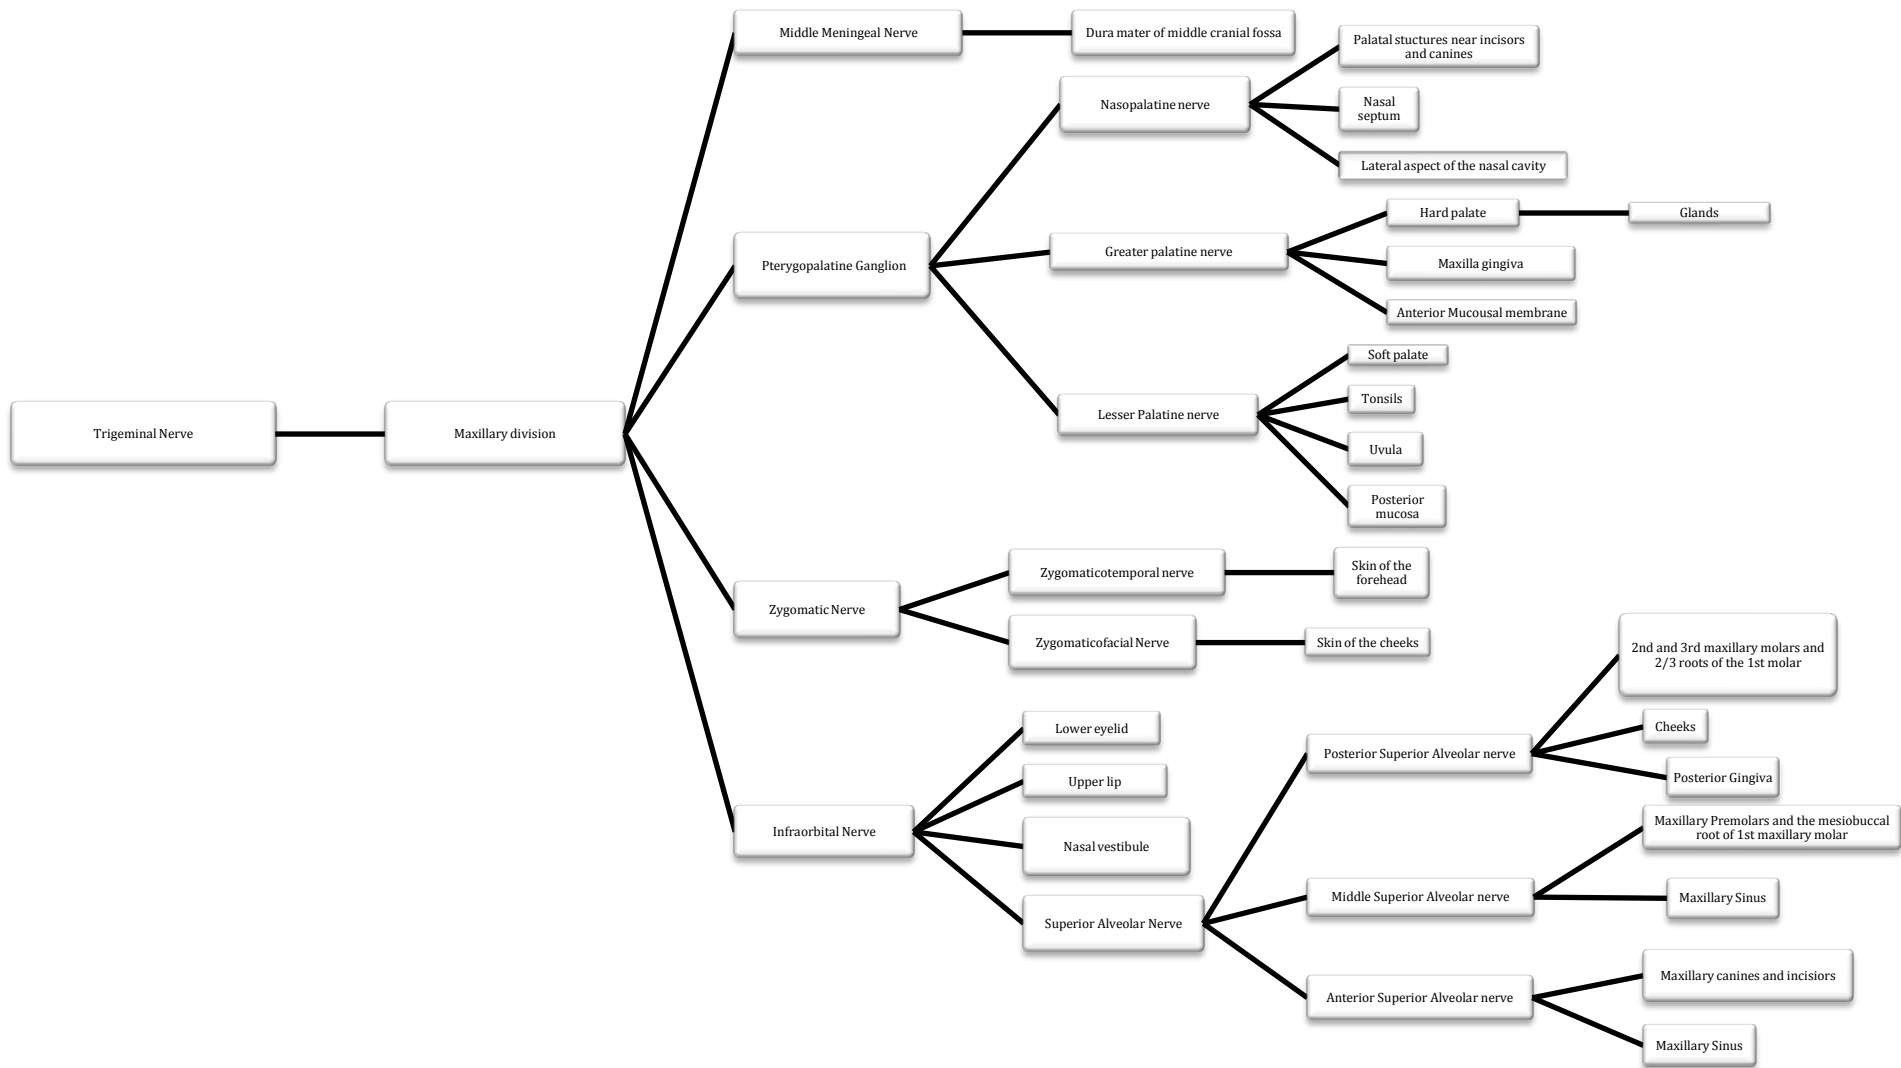 Middle Meningeal Nerve
Dura mater of middle cranial fossa
Palatal stuctures near incisors
and canines
Nasopalatine nerve
Nasal
septum
Lateral aspect of the nasal cavity
Pterygopalatine Ganglion
Greater palatine nerve
Hard palate
Glands
Maxilla gingiva
Anterior Mucousal membrane
Lesser Palatine nerve
Soft palate
Tonsils
Uvula
Posterior
mucosa
Trigeminal Nerve
Maxillary division
Zygomatic Nerve
Zygomaticotemporal nerve
Skin of the
forehead
Zygomaticofacial Nerve
Skin of the cheeks
Infraorbital Nerve
Lower eyelid
Upper lip
Nasal vestibule
Superior Alveolar Nerve
Posterior Superior Alveolar nerve
2nd and 3rd maxillary molars and
2/3 roots of the 1st molar
Cheeks
Posterior Gingiva
Middle Superior Alveolar nerve
Maxillary Premolars and the mesiobuccal
root of 1st maxillary molar
Maxillary Sinus
Anterior Superior Alveolar nerve
Maxillary canines and incisiors
Maxillary Sinus